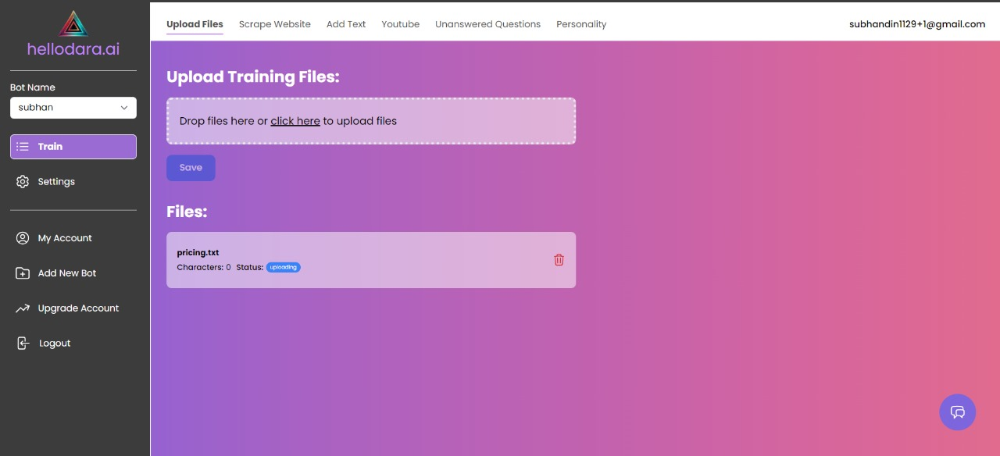 hellodara.ai
Bot Name
subhan
Train
Settings
My Account
Add New Bot
Upgrade Account
Logout
Upload Files Scrape Website Add Text Youtube Unanswered Questions Personality subhandin1129+1@gmail.com
Upload Training Files:
Drop files here or click here to upload files
Save
Files:
pricing.txt
Characters: 0 Status: uploading